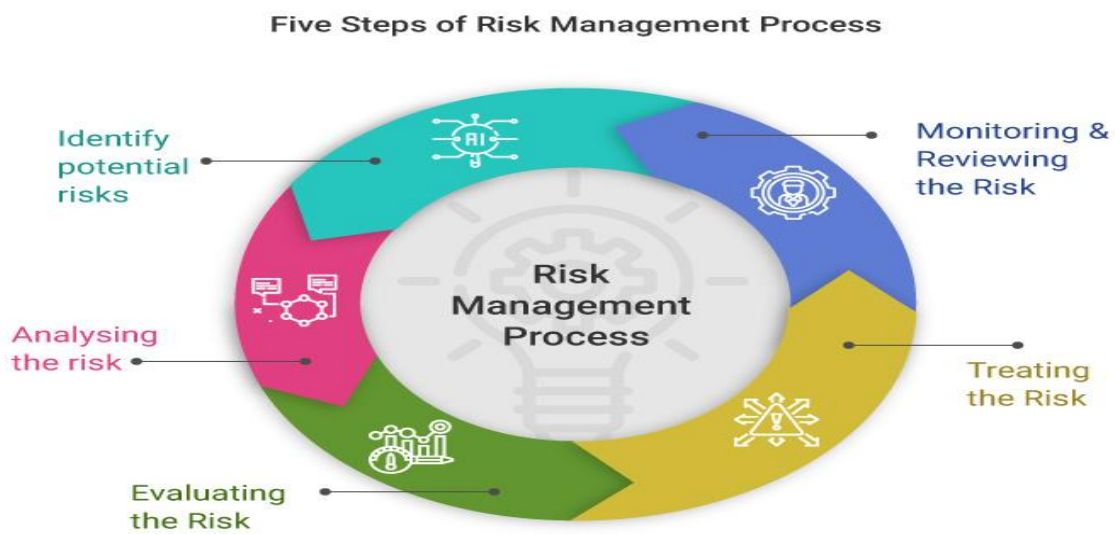 Five Steps of Risk Management Process
Identify
potential
risks
AI
Monitoring &
Reviewing
the Risk
Risk
Management
Process
Analysing
the risk
Treating
the Risk
Evaluating
the Risk